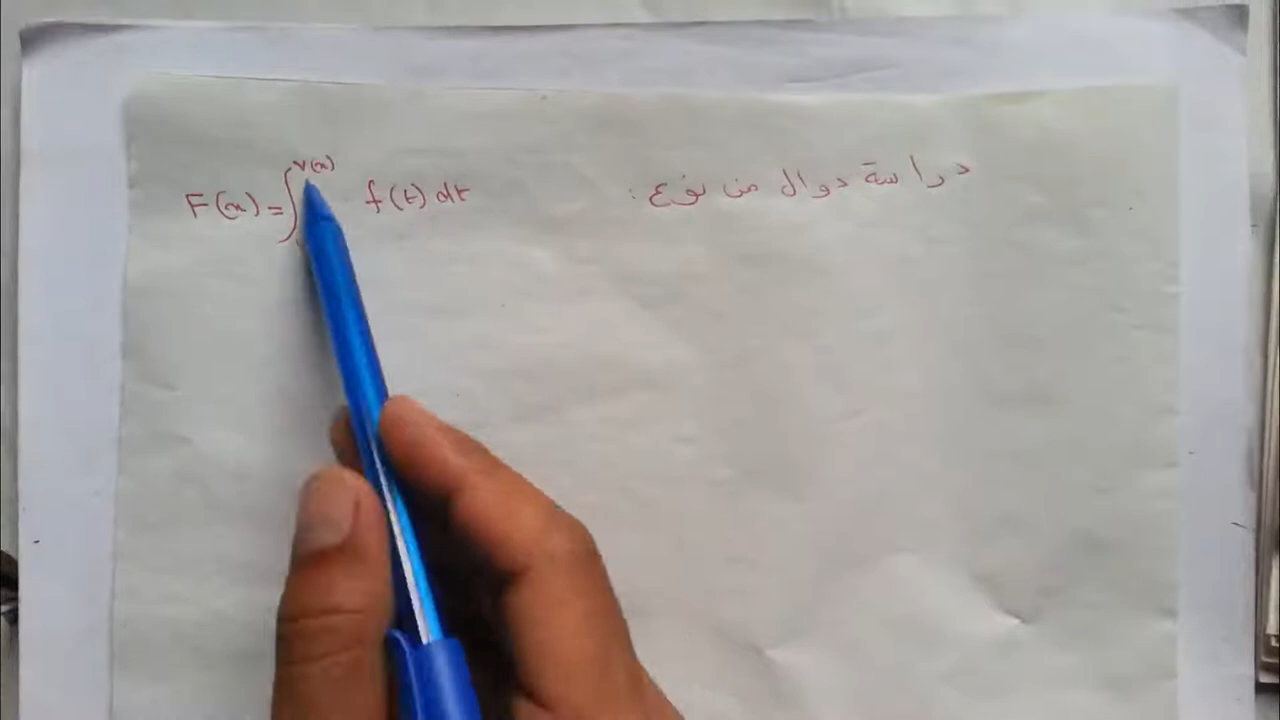 دراسة دوال من نوع : F(x) = ∫^{v(x)} f(t) dt